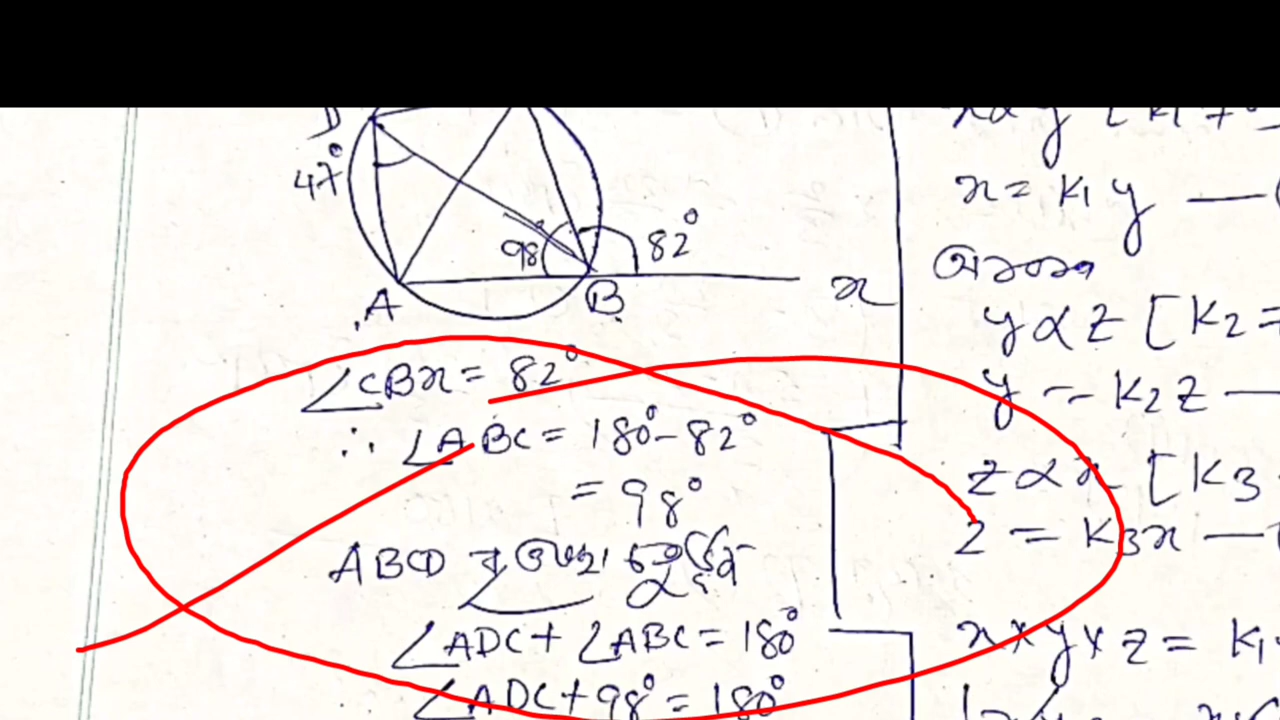 D
47°
98
82°
A
B
x
∠CBx = 82°
∴ ∠ABC = 180° - 82°
= 98°
ABCD
∠ADC + ∠ABC = 180°
∠ADC + 98° = 180°
x = K₁y —
y ∝ z [K₂ =
y = K₂z —
z ∝ x [K₃
z = K₃x —
x × y × z = K₁